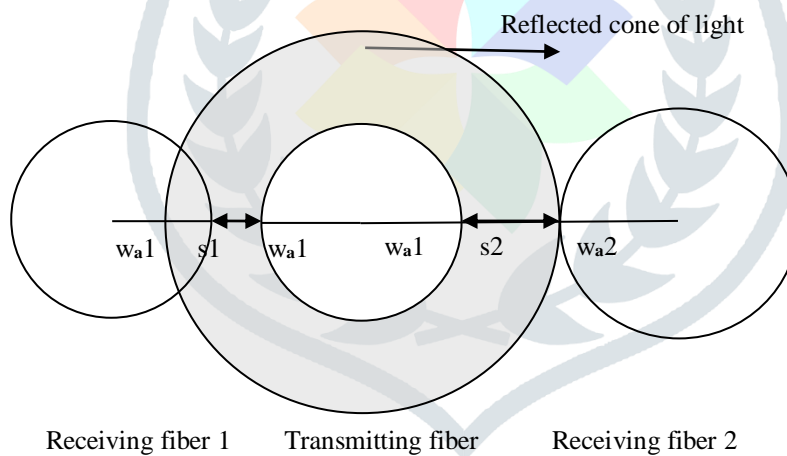 Reflected cone of light
wₐ1 s1 wₐ1 wₐ1 s2 wₐ2
Receiving fiber 1 Transmitting fiber Receiving fiber 2